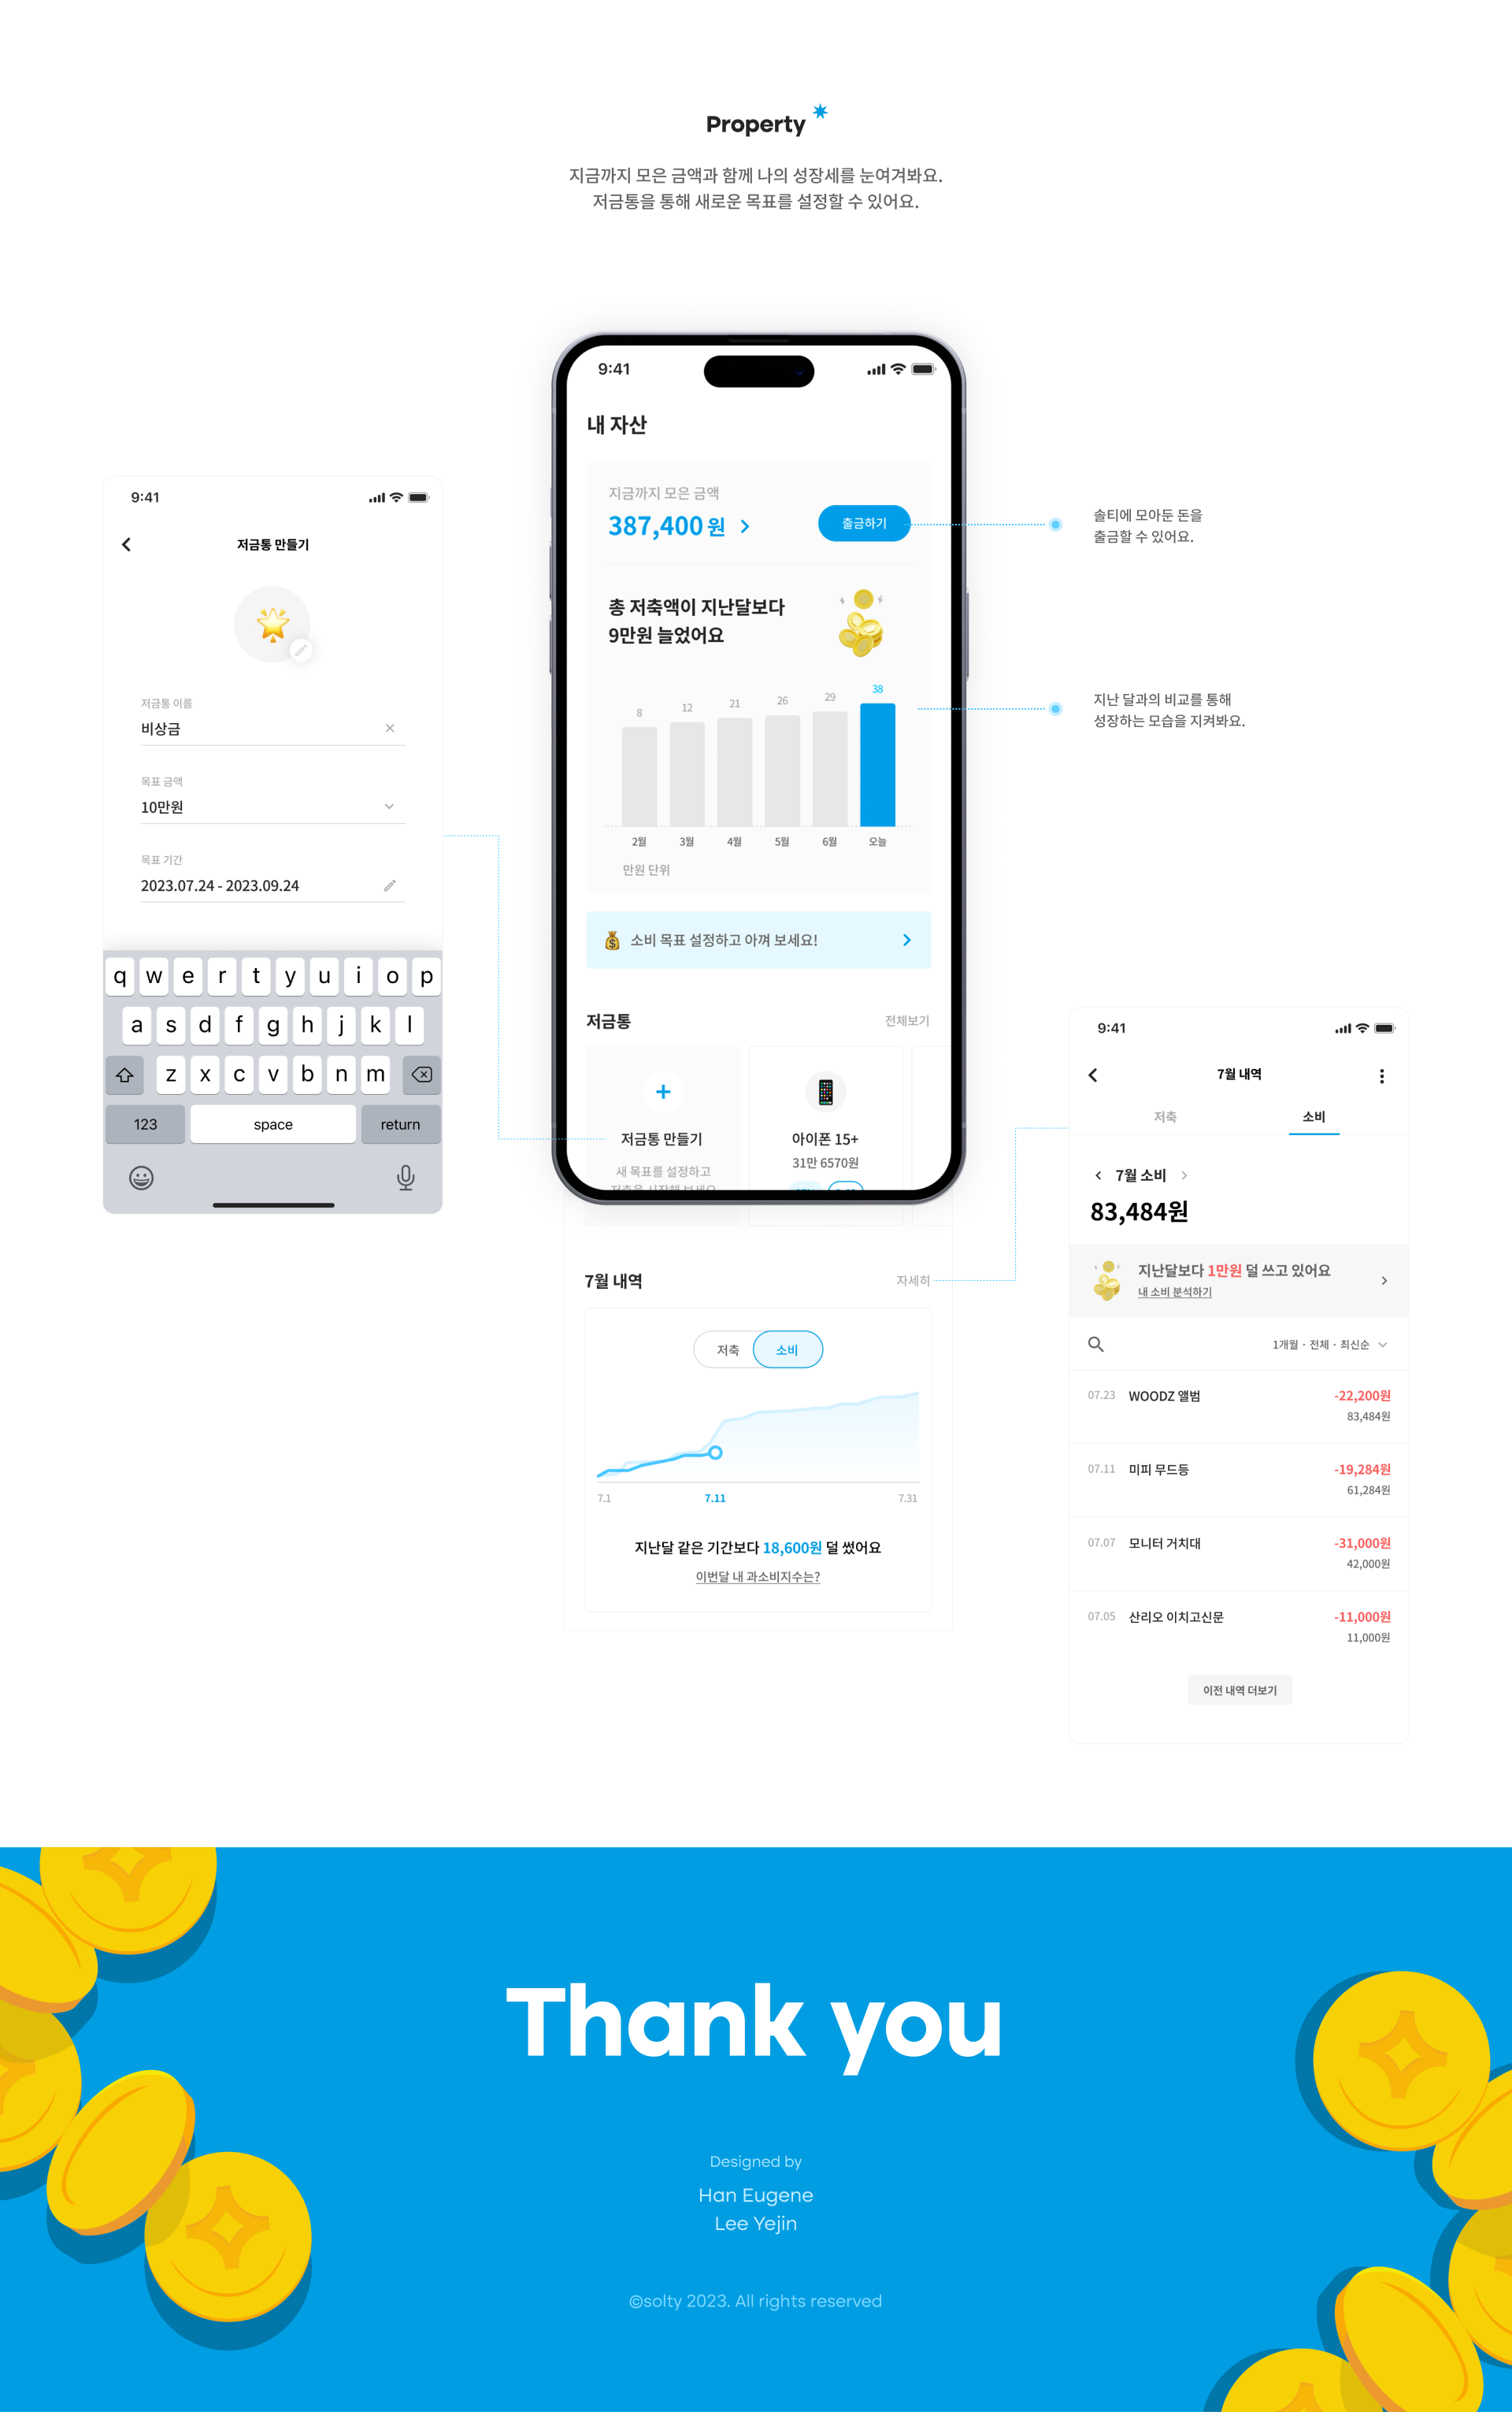 Property
지금까지 모은 금액과 함께 나의 성장세를 눈여겨봐요.
저금통을 통해 새로운 목표를 설정할 수 있어요.
9:41
저금통 만들기
저금통 이름
비상금
목표 금액
10만원
목표 기간
2023.07.24 - 2023.09.24
q w e r t y u i o p
a s d f g h j k l
z x c v b n m
123 space return
9:41
내 자산
지금까지 모은 금액
387,400 원
출금하기
총 저축액이 지난달보다
9만원 늘었어요
8 12 21 26 29 38
2월 3월 4월 5월 6월 오늘
만원 단위
소비 목표 설정하고 아껴 보세요!
저금통 전체보기
저금통 만들기
새 목표를 설정하고
저축을 시작해 보세요
아이폰 15+
31만 6570원
7월 내역 자세히
저축 소비
7.1 7.11 7.31
지난달 같은 기간보다 18,600원 덜 썼어요
이번달 내 과소비지수는?
솔티에 모아둔 돈을
출금할 수 있어요.
지난 달과의 비교를 통해
성장하는 모습을 지켜봐요.
9:41
7월 내역
저축 소비
7월 소비
83,484원
지난달보다 1만원 덜 쓰고 있어요
내 소비 분석하기
1개월 · 전체 · 최신순
07.23 WOODZ 앨범 -22,200원
83,484원
07.11 미피 무드등 -19,284원
61,284원
07.07 모니터 거치대 -31,000원
42,000원
07.05 산리오 이치고신문 -11,000원
11,000원
이전 내역 더보기
Thank you
Designed by
Han Eugene
Lee Yejin
©solty 2023. All rights reserved